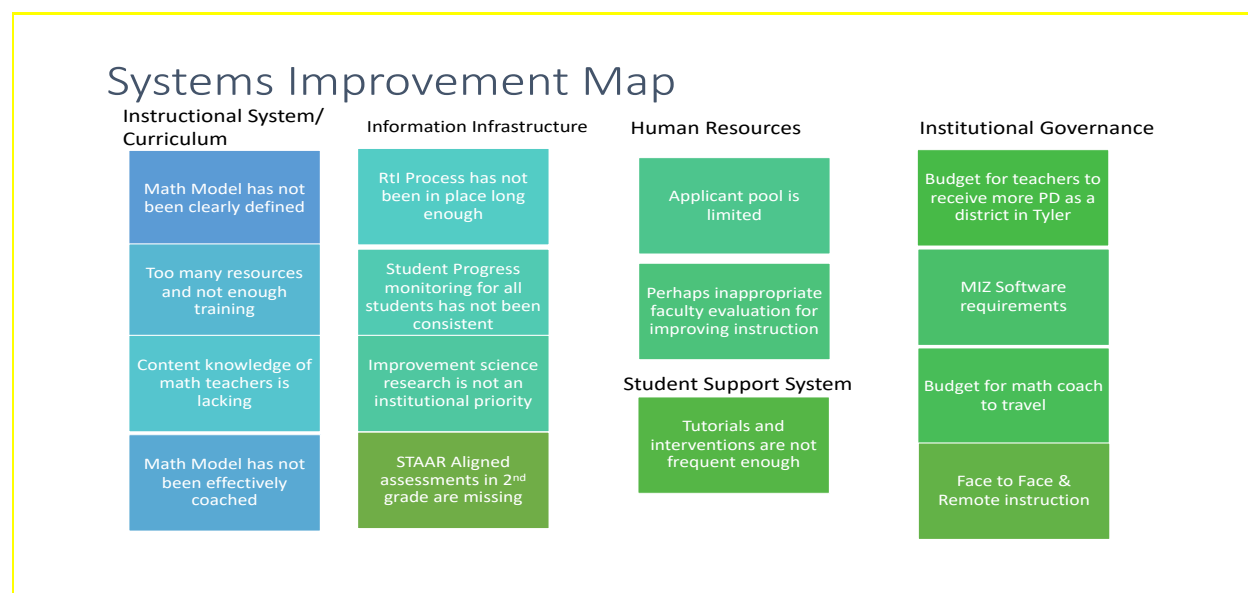 Systems Improvement Map
Instructional System/
Curriculum
Math Model has not
been clearly defined
Too many resources
and not enough
training
Content knowledge of
math teachers is
lacking
Math Model has not
been effectively
coached
Information Infrastructure
RtI Process has not
been in place long
enough
Student Progress
monitoring for all
students has not been
consistent
Improvement science
research is not an
institutional priority
STAAR Aligned
assessments in 2nd
grade are missing
Human Resources
Applicant pool is
limited
Perhaps inappropriate
faculty evaluation for
improving instruction
Student Support System
Tutorials and
interventions are not
frequent enough
Institutional Governance
Budget for teachers to
receive more PD as a
district in Tyler
MIZ Software
requirements
Budget for math coach
to travel
Face to Face &
Remote instruction